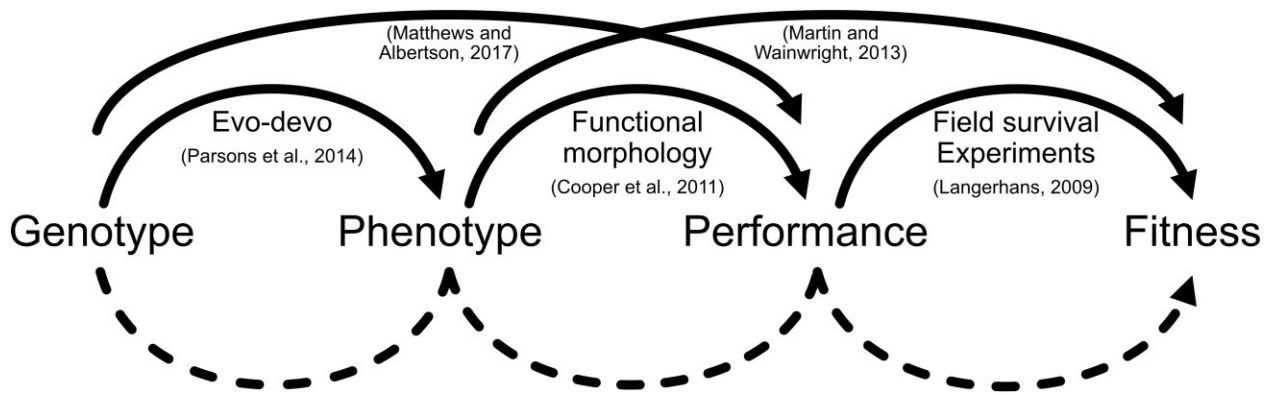 (Matthews and
Albertson, 2017)
(Martin and
Wainwright, 2013)
Evo-devo
(Parsons et al., 2014)
Functional
morphology
(Cooper et al., 2011)
Field survival
Experiments
(Langerhans, 2009)
Genotype
Phenotype
Performance
Fitness